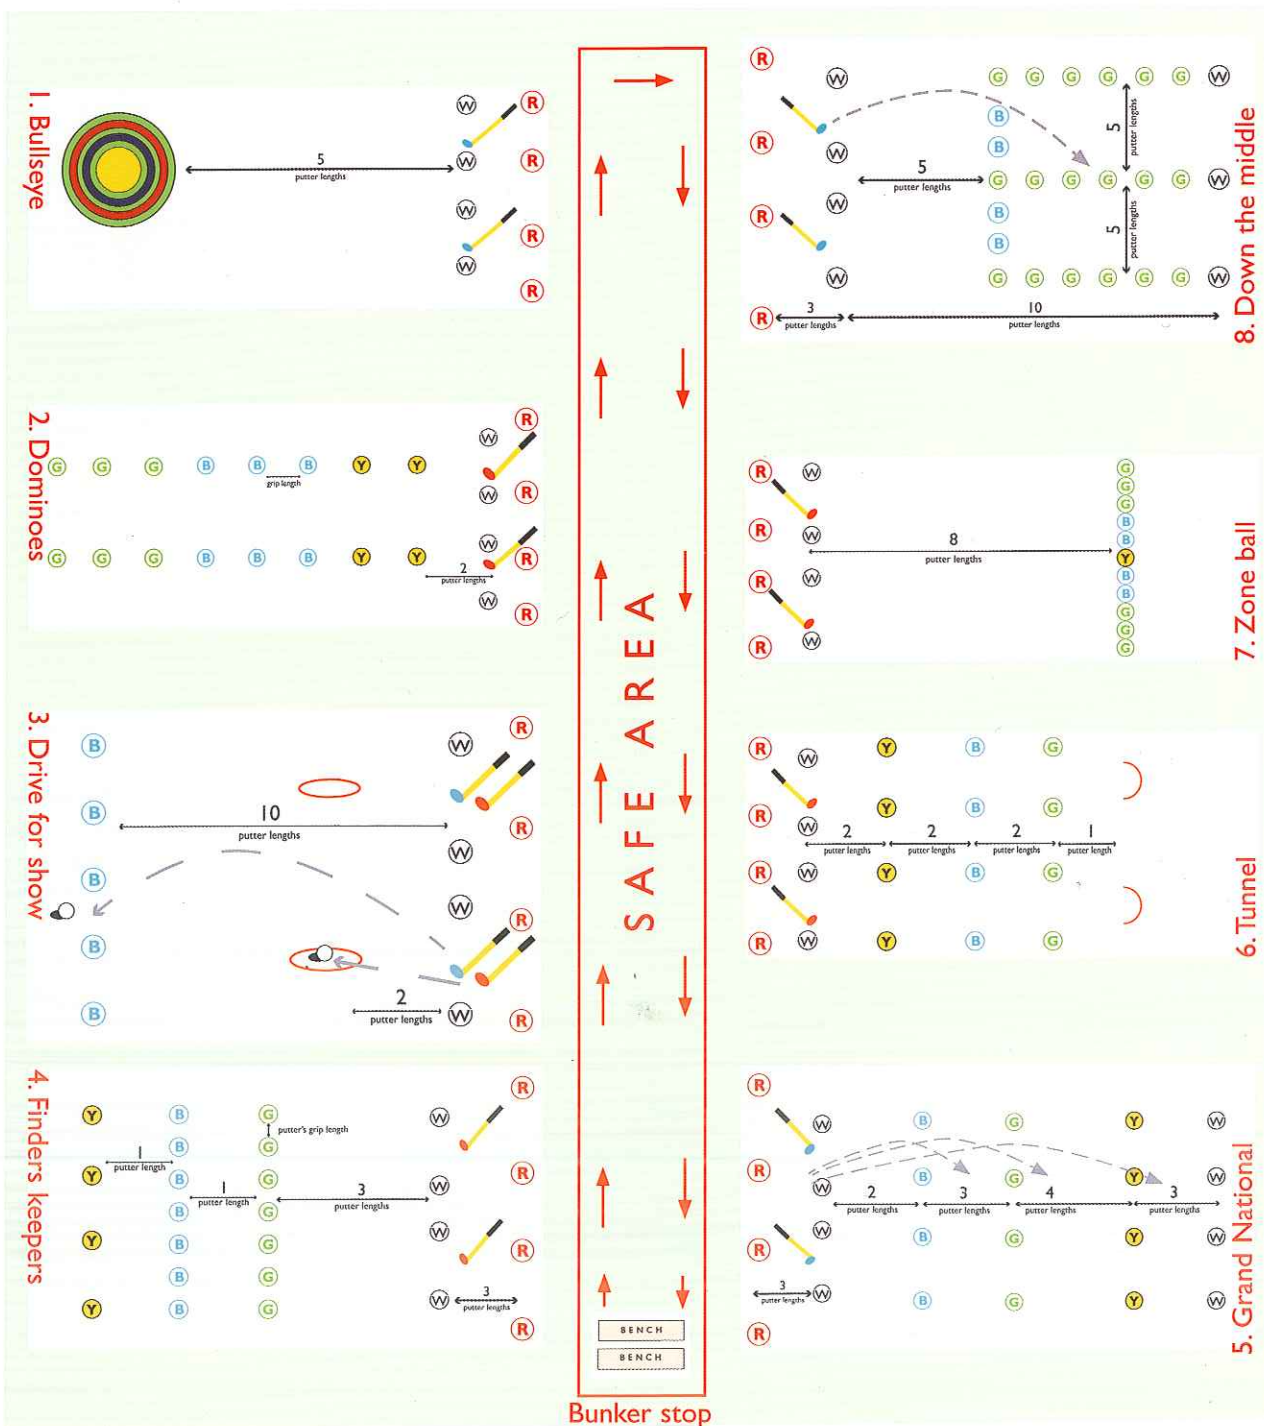 1. Bullseye
W R
5
putter lengths
W R
W R
W R
2. Dominoes
R
W
G G G B B B Y Y
grip length
W R
W
G G G B B B Y Y R
2
putter lengths
W
R
3. Drive for show
R
B W
B 10
putter lengths
R
W
B
W
R
B
2
putter lengths
B W
R
4. Finders keepers
R
Y B G W
putter's grip length
B G
1
putter length
Y B G R
1
putter length
3
putter lengths
B G
W
Y B G R
B G
Y B G W
3
putter lengths
R
SAFE AREA
BENCH
BENCH
Bunker stop
5. Grand National
R
W B G Y W
R B G Y W
W
2
putter lengths
3
putter lengths
4
putter lengths
3
putter lengths
W B G Y W
R
3
putter lengths
W B G Y W
R
6. Tunnel
R W Y B G
R Y B G
W
2
putter lengths
2
putter lengths
2
putter lengths
1
putter length
R W Y B G
R W Y B G
7. Zone ball
R W G
G
G
B
R W B
8
putter lengths
Y
R W B
B
G
G
R W G
8. Down the middle
R
W G G G G G G W
B
5
putter lengths
R
W B
5
putter lengths
G G G G G G W
W
R B
5
putter lengths
B
W G G G G G G W
R
3
putter lengths
10
putter lengths